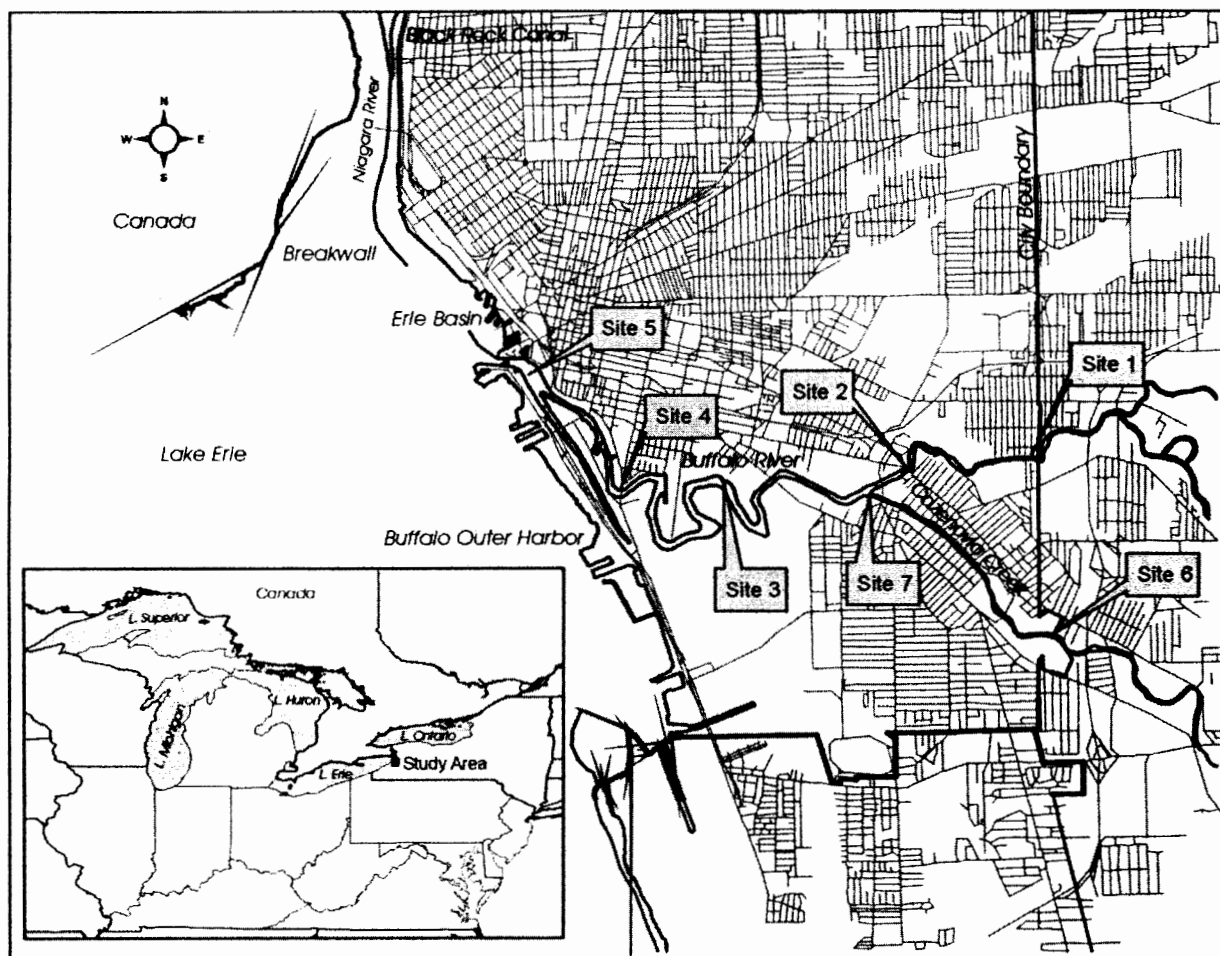 Black Rock Canal
N
W E
S
Niagara River
Canada
Breakwall
City Boundary
Erie Basin
Site 5
Site 1
Site 2
Site 4
Lake Erie
Buffalo River
Buffalo Outer Harbor
Cazenovia Creek
Site 3
Site 7
Site 6
Canada
L. Superior
L. Huron
L. Michigan
L. Ontario
L. Erie
Study Area